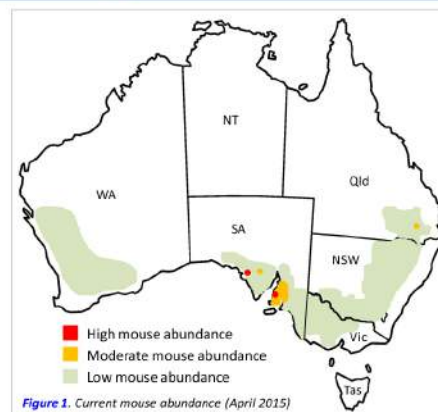 NT
WA
Qld
SA
NSW
Vic
Tas
High mouse abundance
Moderate mouse abundance
Low mouse abundance
Figure 1. Current mouse abundance (April 2015)